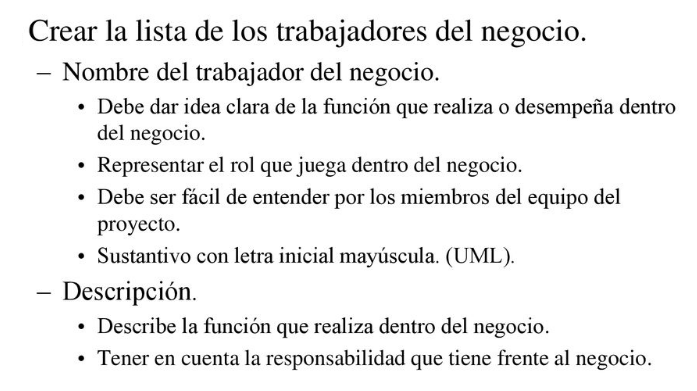 Crear la lista de los trabajadores del negocio.
– Nombre del trabajador del negocio.
• Debe dar idea clara de la función que realiza o desempeña dentro
del negocio.
• Representar el rol que juega dentro del negocio.
• Debe ser fácil de entender por los miembros del equipo del
proyecto.
• Sustantivo con letra inicial mayúscula. (UML).
– Descripción.
• Describe la función que realiza dentro del negocio.
• Tener en cuenta la responsabilidad que tiene frente al negocio.